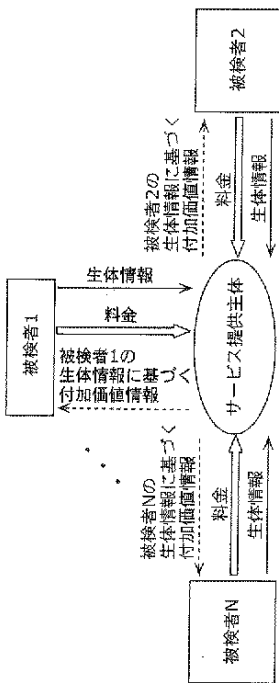 被検者1
生体情報
料金
被検者1の
生体情報に基づく
付加価値情報
被検者2
被検者2の
生体情報に基づく
付加価値情報
料金
生体情報
サービス提供主体
被検者Nの
生体情報に基づく
付加価値情報
料金
生体情報
被検者N